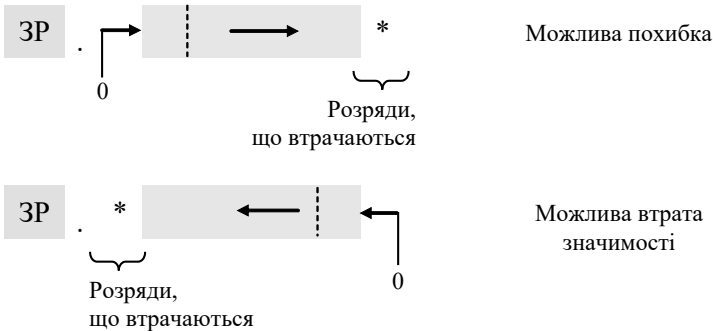 ЗР . * Можлива похибка
0
Розряди,
що втрачаються
ЗР . * Можлива втрата
значимості
0
Розряди,
що втрачаються